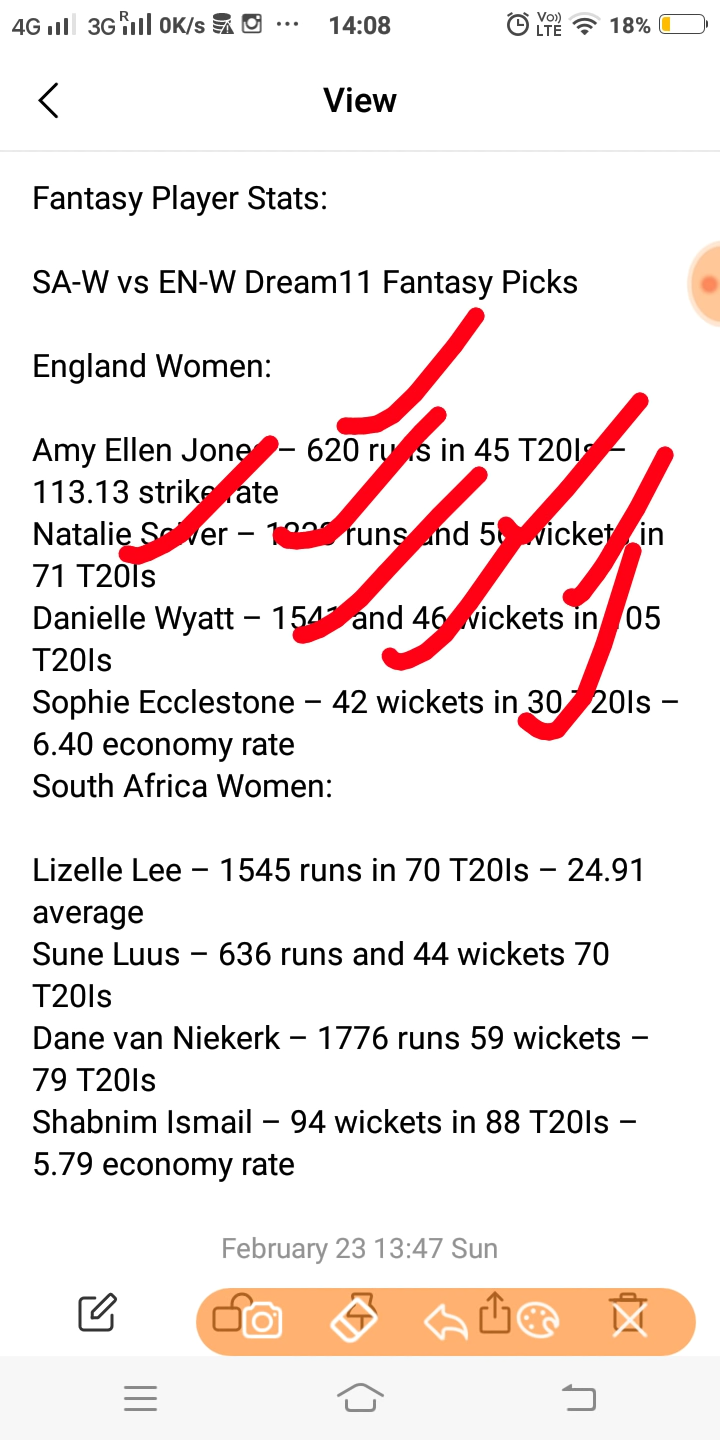 4G 3G R 0K/s ... 14:08 Vo)) LTE 18%
View
Fantasy Player Stats:
SA-W vs EN-W Dream11 Fantasy Picks
England Women:
Amy Ellen Jones – 620 runs in 45 T20Is –
113.13 strike rate
Natalie Sciver – runs and wickets in
71 T20Is
Danielle Wyatt – and 46 wickets in
T20Is
Sophie Ecclestone – 42 wickets in 30 T20Is –
6.40 economy rate
South Africa Women:
Lizelle Lee – 1545 runs in 70 T20Is – 24.91
average
Sune Luus – 636 runs and 44 wickets 70
T20Is
Dane van Niekerk – 1776 runs 59 wickets –
79 T20Is
Shabnim Ismail – 94 wickets in 88 T20Is –
5.79 economy rate
February 23 13:47 Sun